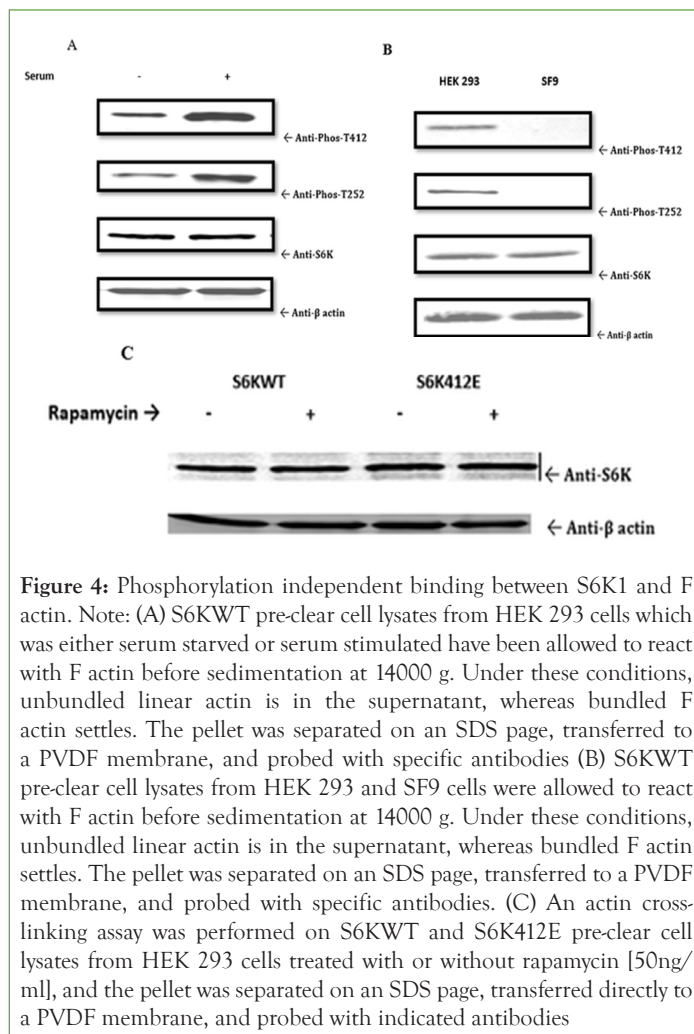 A
Serum - +
← Anti-Phos-T412
← Anti-Phos-T252
← Anti-S6K
← Anti-β actin
B
HEK 293 SF9
← Anti-Phos-T412
← Anti-Phos-T252
← Anti-S6K
← Anti-β actin
C
S6KWT S6K412E
Rapamycin → - + - +
← Anti-S6K
← Anti-β actin
Figure 4: Phosphorylation independent binding between S6K1 and F
actin. Note: (A) S6KWT pre-clear cell lysates from HEK 293 cells which
was either serum starved or serum stimulated have been allowed to react
with F actin before sedimentation at 14000 g. Under these conditions,
unbundled linear actin is in the supernatant, whereas bundled F
actin settles. The pellet was separated on an SDS page, transferred to
a PVDF membrane, and probed with specific antibodies (B) S6KWT
pre-clear cell lysates from HEK 293 and SF9 cells were allowed to react
with F actin before sedimentation at 14000 g. Under these conditions,
unbundled linear actin is in the supernatant, whereas bundled F actin
settles. The pellet was separated on an SDS page, transferred to a PVDF
membrane, and probed with specific antibodies. (C) An actin cross-
linking assay was performed on S6KWT and S6K412E pre-clear cell
lysates from HEK 293 cells treated with or without rapamycin [50ng/
ml], and the pellet was separated on an SDS page, transferred directly to
a PVDF membrane, and probed with indicated antibodies